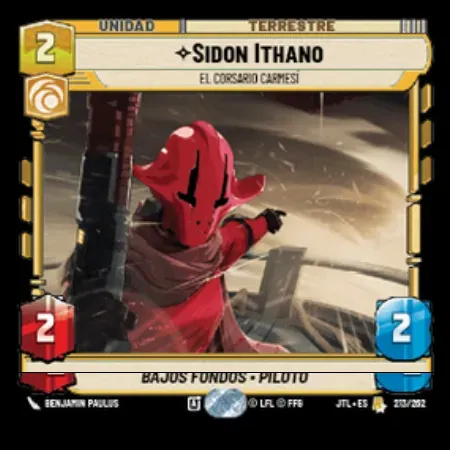 UNIDAD
TERRESTRE
2
SIDON ITHANO
EL CORSARIO CARMESÍ
2
2
BAJOS FONDOS • PILOTO
BENJAMIN PAULUS
A
© LFL © FFG
JTL • ES
213/262